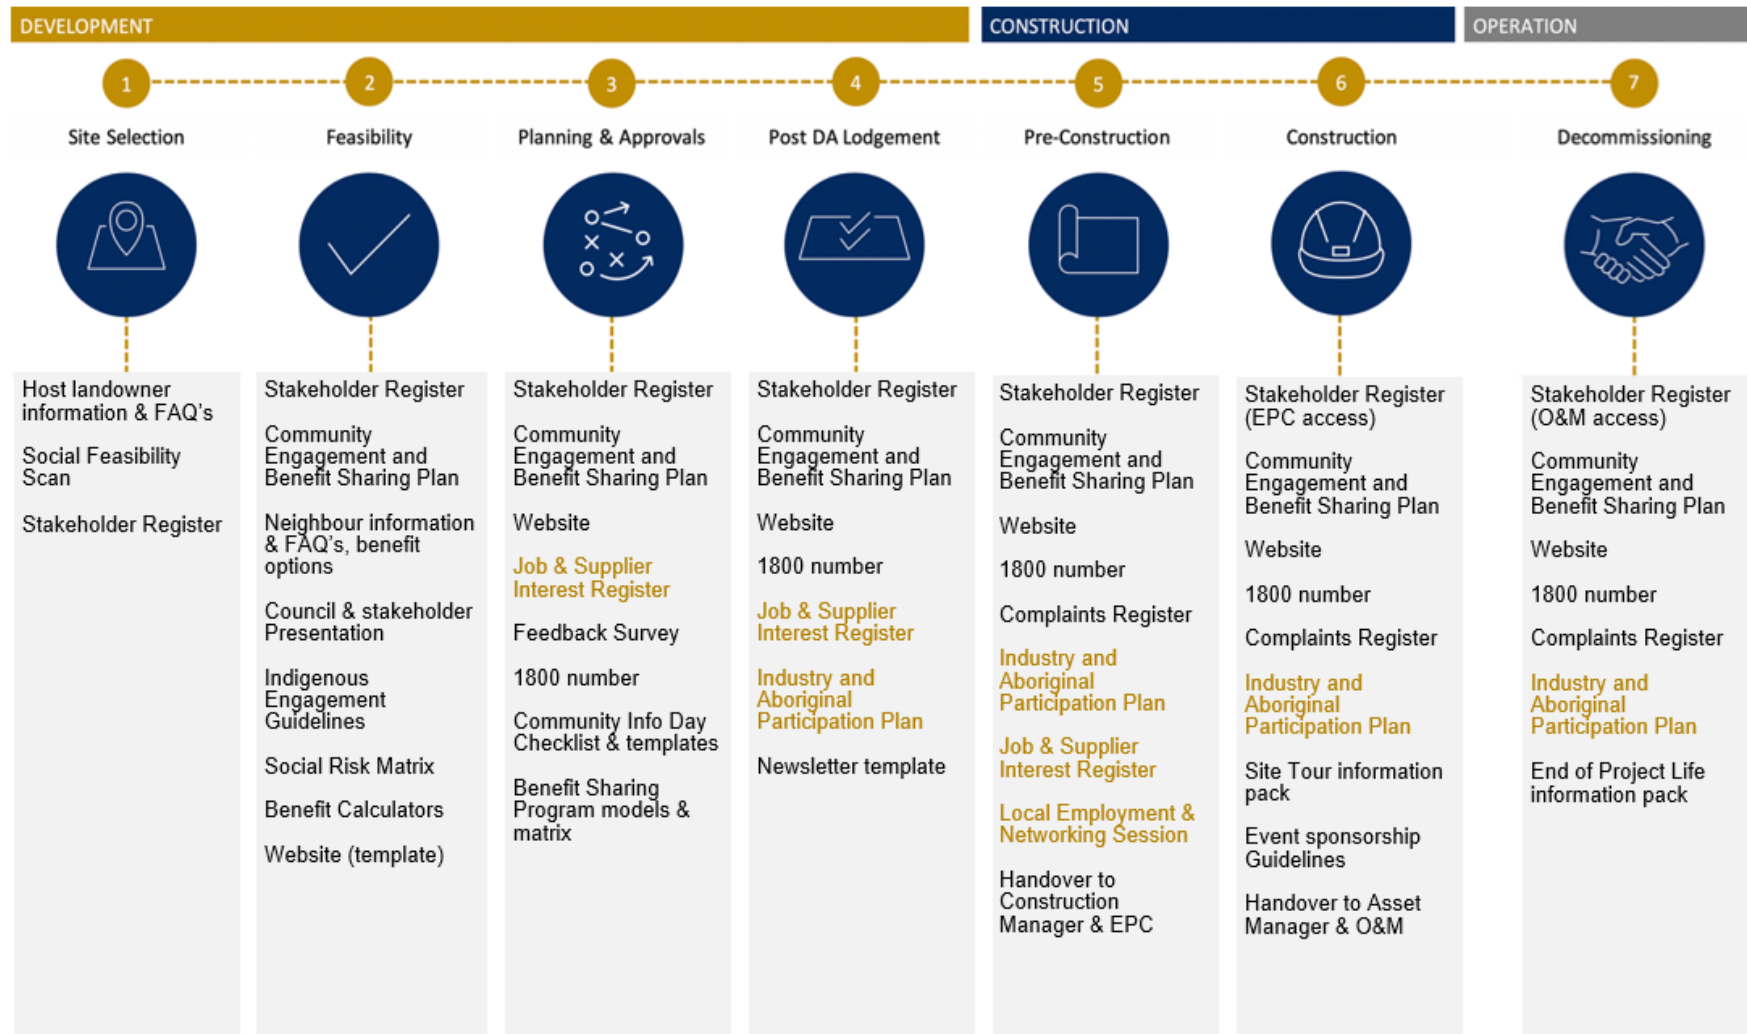 DEVELOPMENT
CONSTRUCTION
OPERATION
1
2
3
4
5
6
7
Site Selection
Feasibility
Planning & Approvals
Post DA Lodgement
Pre-Construction
Construction
Decommissioning
Host landowner
information & FAQ's
Social Feasibility
Scan
Stakeholder Register
Stakeholder Register
Community
Engagement and
Benefit Sharing Plan
Neighbour information
& FAQ's, benefit
options
Council & stakeholder
Presentation
Indigenous
Engagement
Guidelines
Social Risk Matrix
Benefit Calculators
Website (template)
Stakeholder Register
Community
Engagement and
Benefit Sharing Plan
Website
Job & Supplier
Interest Register
Feedback Survey
1800 number
Community Info Day
Checklist & templates
Benefit Sharing
Program models &
matrix
Stakeholder Register
Community
Engagement and
Benefit Sharing Plan
Website
1800 number
Job & Supplier
Interest Register
Industry and
Aboriginal
Participation Plan
Newsletter template
Stakeholder Register
Community
Engagement and
Benefit Sharing Plan
Website
1800 number
Complaints Register
Industry and
Aboriginal
Participation Plan
Job & Supplier
Interest Register
Local Employment &
Networking Session
Handover to
Construction
Manager & EPC
Stakeholder Register
(EPC access)
Community
Engagement and
Benefit Sharing Plan
Website
1800 number
Complaints Register
Industry and
Aboriginal
Participation Plan
Site Tour information
pack
Event sponsorship
Guidelines
Handover to Asset
Manager & O&M
Stakeholder Register
(O&M access)
Community
Engagement and
Benefit Sharing Plan
Website
1800 number
Complaints Register
Industry and
Aboriginal
Participation Plan
End of Project Life
information pack